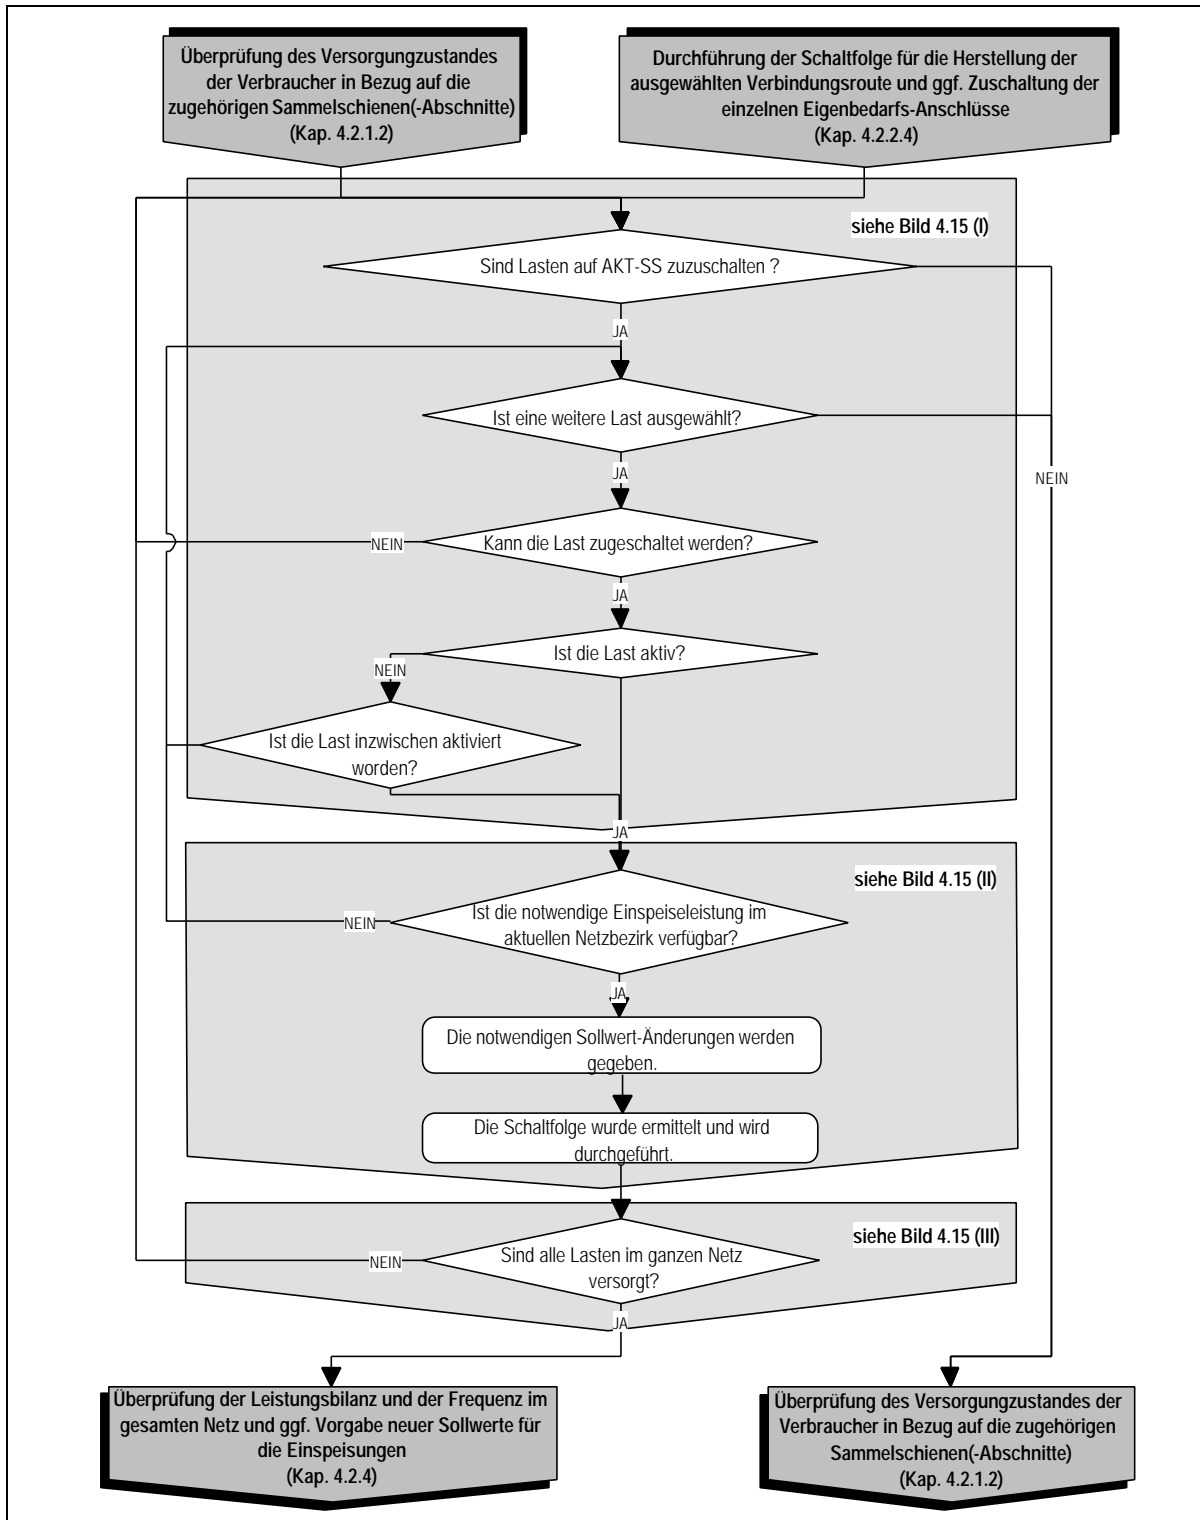 Überprüfung des Versorgungzustandes
der Verbraucher in Bezug auf die
zugehörigen Sammelschienen(-Abschnitte)
(Kap. 4.2.1.2)
Durchführung der Schaltfolge für die Herstellung der
ausgewählten Verbindungsroute und ggf. Zuschaltung der
einzelnen Eigenbedarfs-Anschlüsse
(Kap. 4.2.2.4)
siehe Bild 4.15 (I)
Sind Lasten auf AKT-SS zuzuschalten ?
JA
Ist eine weitere Last ausgewählt?
JA
NEIN
Kann die Last zugeschaltet werden?
NEIN
JA
Ist die Last aktiv?
NEIN
Ist die Last inzwischen aktiviert
worden?
JA
siehe Bild 4.15 (II)
Ist die notwendige Einspeiseleistung im
aktuellen Netzbezirk verfügbar?
NEIN
JA
Die notwendigen Sollwert-Änderungen werden
gegeben.
Die Schaltfolge wurde ermittelt und wird
durchgeführt.
siehe Bild 4.15 (III)
Sind alle Lasten im ganzen Netz
versorgt?
NEIN
JA
Überprüfung der Leistungsbilanz und der Frequenz im
gesamten Netz und ggf. Vorgabe neuer Sollwerte für
die Einspeisungen
(Kap. 4.2.4)
Überprüfung des Versorgungzustandes der
Verbraucher in Bezug auf die zugehörigen
Sammelschienen(-Abschnitte)
(Kap. 4.2.1.2)